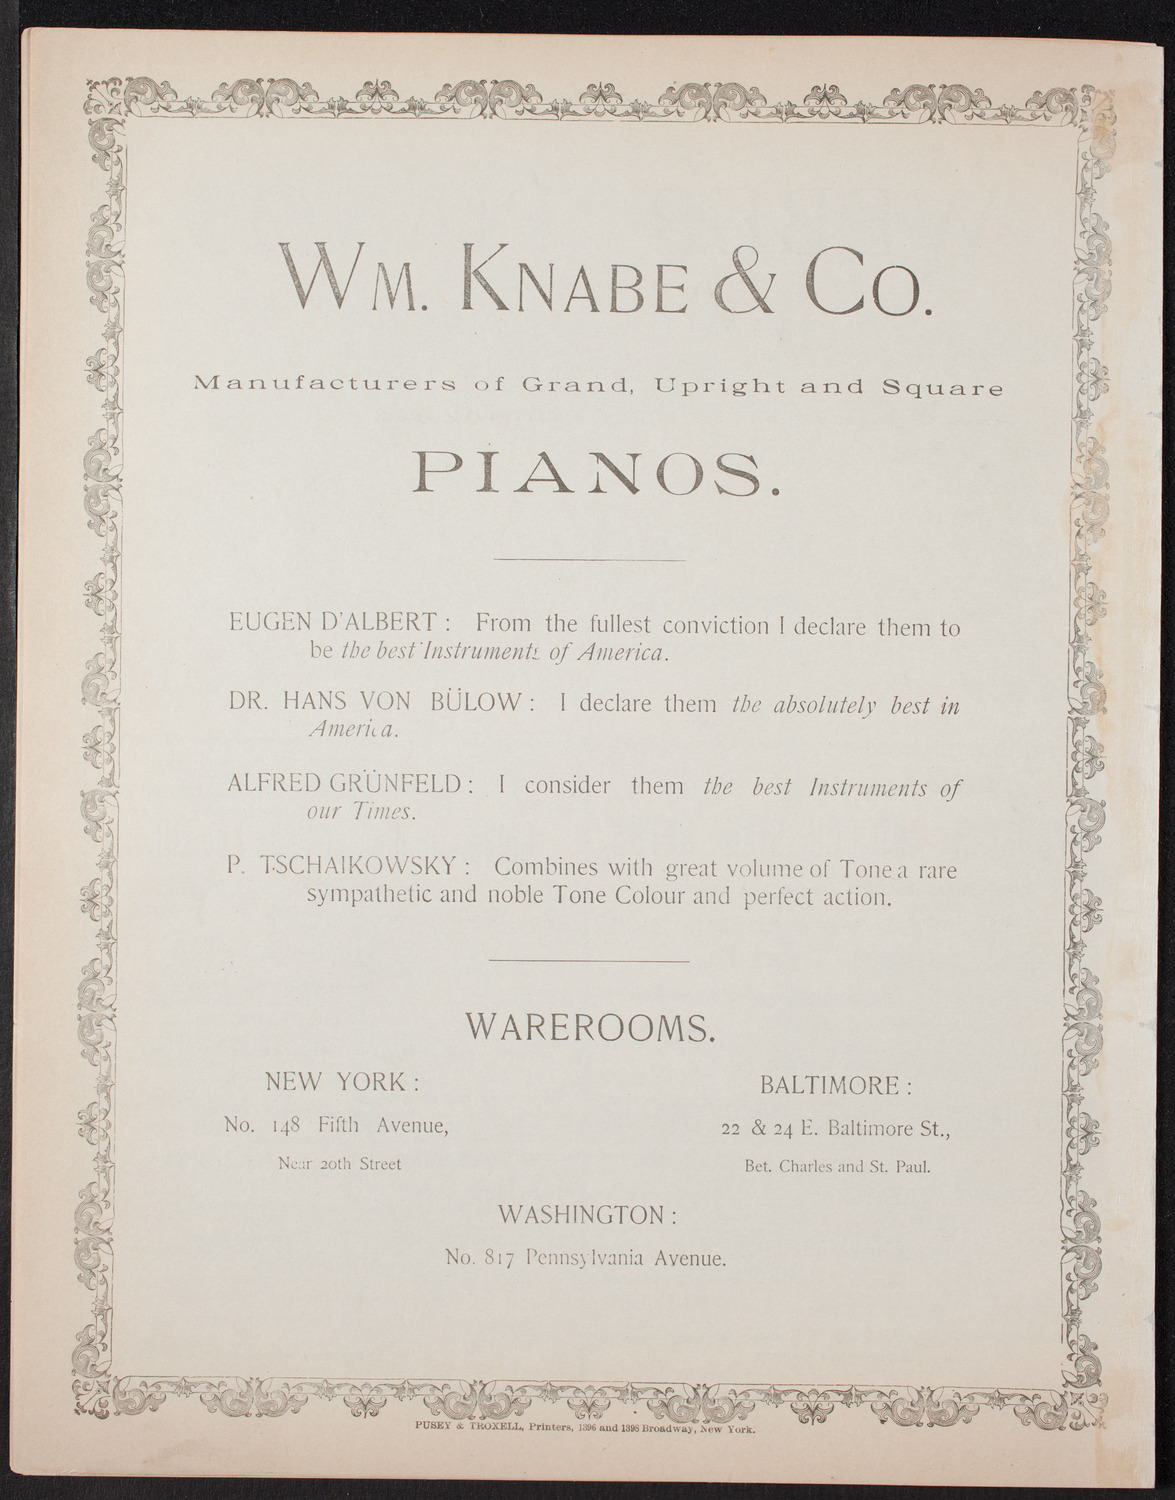 Wm. Knabe & Co.
Manufacturers of Grand, Upright and Square
PIANOS.
EUGEN D'ALBERT : From the fullest conviction I declare them to
be the best Instruments of America.
DR. HANS VON BÜLOW : I declare them the absolutely best in
America.
ALFRED GRÜNFELD : I consider them the best Instruments of
our Times.
P. TSCHAIKOWSKY : Combines with great volume of Tone a rare
sympathetic and noble Tone Colour and perfect action.
WAREROOMS.
NEW YORK :
No. 148 Fifth Avenue,
Near 20th Street
BALTIMORE :
22 & 24 E. Baltimore St.,
Bet. Charles and St. Paul.
WASHINGTON :
No. 817 Pennsylvania Avenue.
PUSEY & TROXELL, Printers, 1396 and 1398 Broadway, New York.